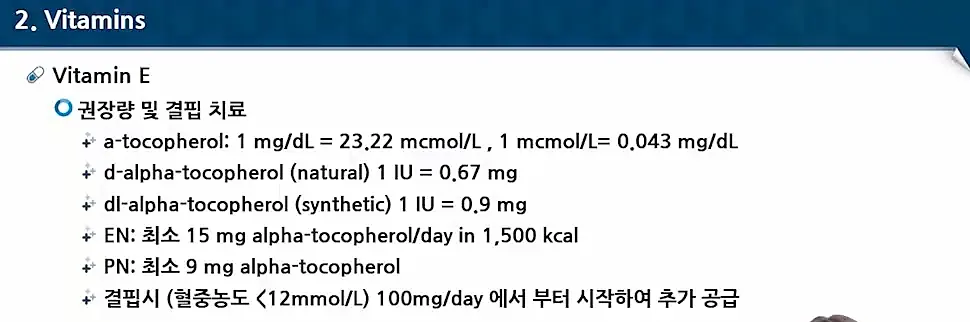 2. Vitamins
Vitamin E
권장량 및 결핍 치료
a-tocopherol: 1 mg/dL = 23.22 mcmol/L , 1 mcmol/L= 0.043 mg/dL
d-alpha-tocopherol (natural) 1 IU = 0.67 mg
dl-alpha-tocopherol (synthetic) 1 IU = 0.9 mg
EN: 최소 15 mg alpha-tocopherol/day in 1,500 kcal
PN: 최소 9 mg alpha-tocopherol
결핍시 (혈중농도 <12mmol/L) 100mg/day 에서 부터 시작하여 추가 공급